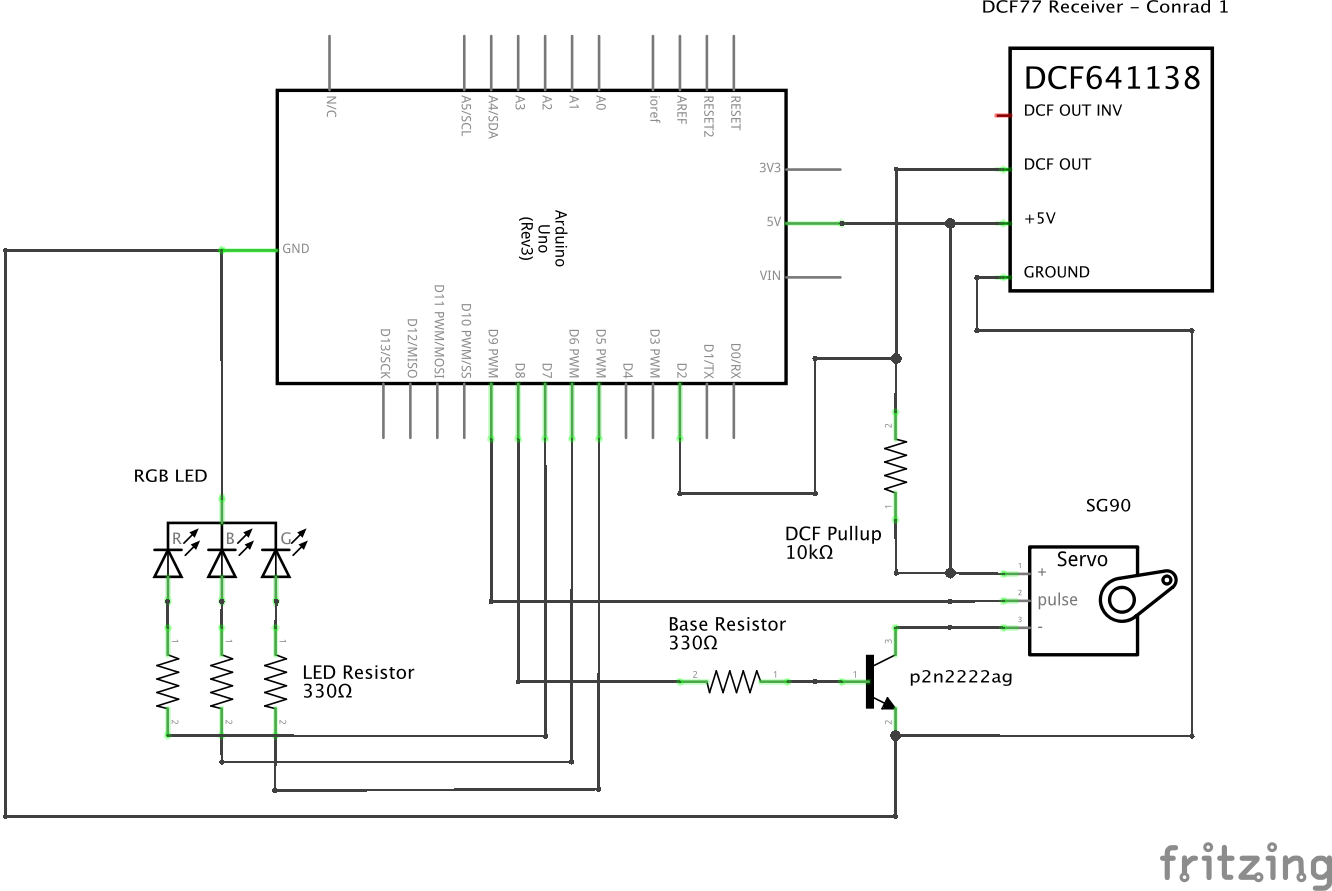 DCF77 Receiver – Conrad 1
N/C
A5/SCL
A4/SDA
A3
A2
A1
A0
ioref
AREF
RESET2
RESET
DCF641138
DCF OUT INV
DCF OUT
+5V
GROUND
3V3
5V
VIN
GND
Arduino
Uno
(Rev3)
D13/SCK
D12/MISO
D11 PWM/MOSI
D10 PWM/SS
D9 PWM
D8
D7
D6 PWM
D5 PWM
D4
D3 PWM
D2
D1/TX
D0/RX
RGB LED
R
B
G
2
1
DCF Pullup
10kΩ
SG90
Servo
1
+
2
pulse
3
-
Base Resistor
330Ω
2
1
1
3
2
p2n2222ag
1
1
1
LED Resistor
330Ω
2
2
2
fritzing